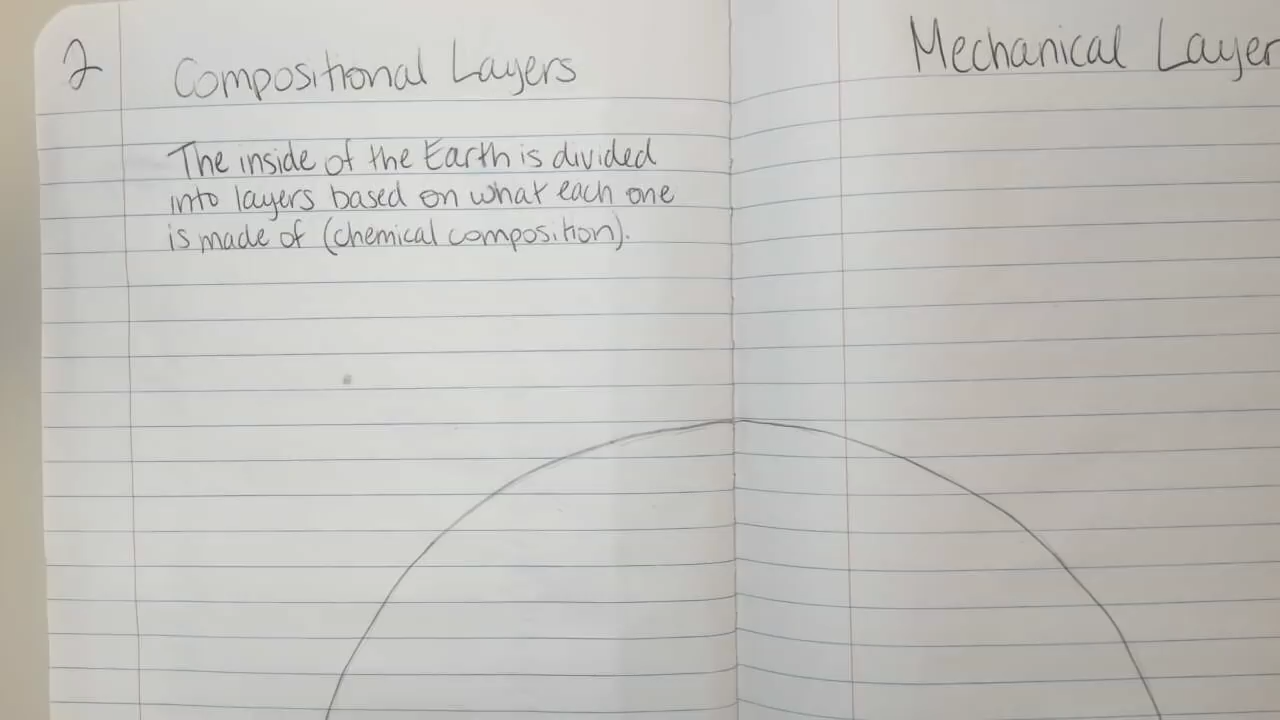 2
Compositional Layers
The inside of the Earth is divided
into layers based on what each one
is made of (chemical composition).
Mechanical Layer